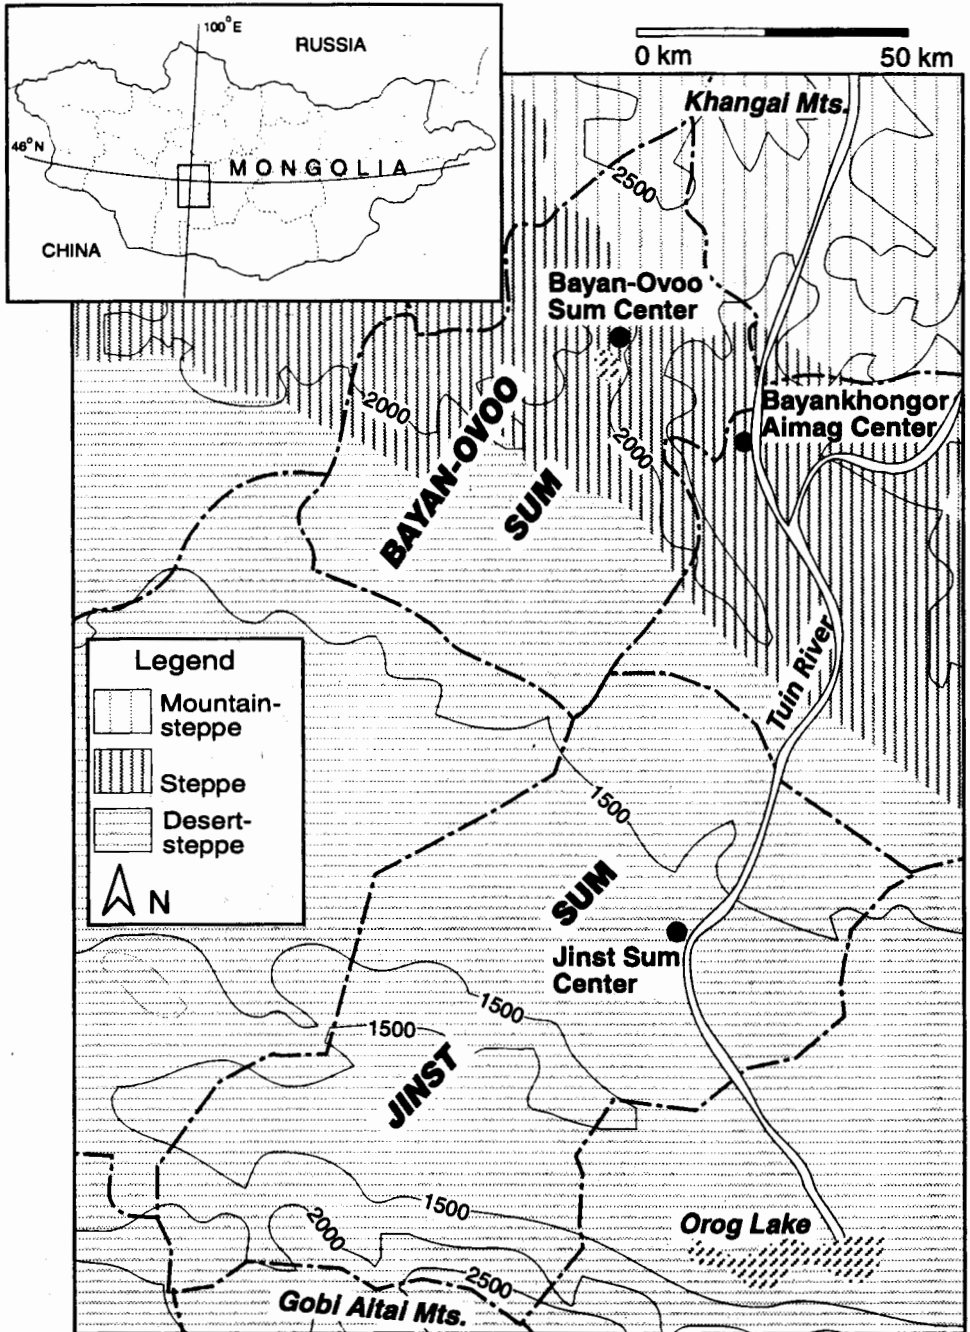 100°E
RUSSIA
46°N
MONGOLIA
CHINA
0 km
50 km
Khangai Mts.
2500
Bayan-Ovoo
Sum Center
2000
BAYAN-OVOO
SUM
2000
Bayankhongor
Aimag Center
Tuin River
Legend
Mountain-
steppe
Steppe
Desert-
steppe
N
1500
SUM
Jinst Sum
Center
1500
1500
JINST
1500
2000
Orog Lake
2500
Gobi Altai Mts.